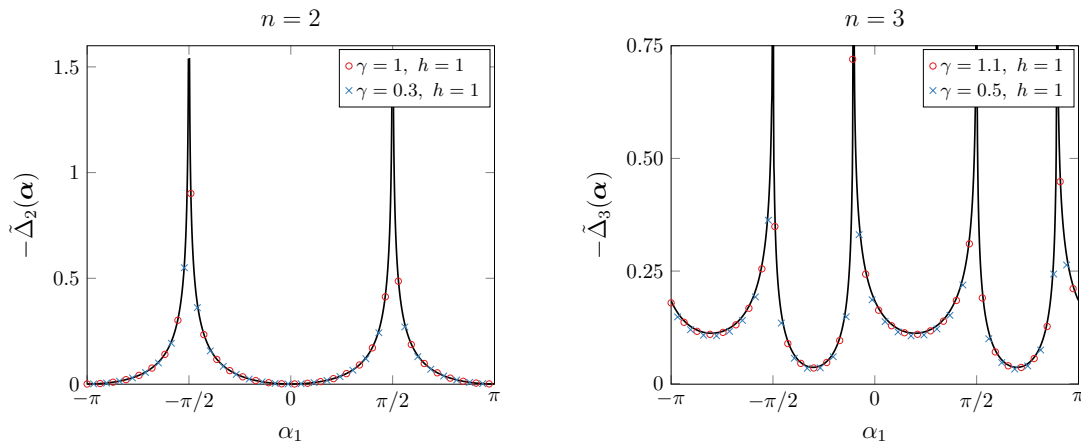 n = 2
−Δ̃₂(α)
1.5
1
0.5
0
γ = 1, h = 1
γ = 0.3, h = 1
−π
−π/2
0
π/2
π
α₁
n = 3
−Δ̃₃(α)
0.75
0.50
0.25
0
γ = 1.1, h = 1
γ = 0.5, h = 1
−π
−π/2
0
π/2
π
α₁